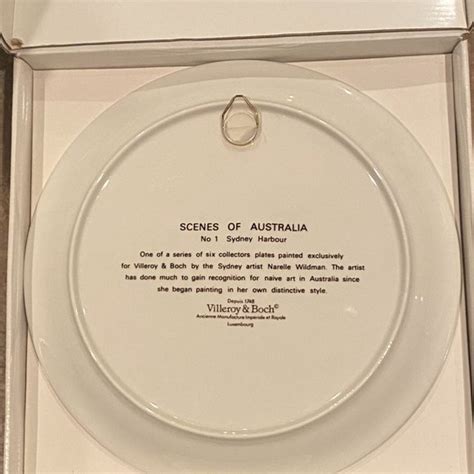 SCENES OF AUSTRALIA
No 1 Sydney Harbour
One of a series of six collectors plates painted exclusively
for Villeroy & Boch by the Sydney artist Narelle Wildman. The artist
has done much to gain recognition for naive art in Australia since
she began painting in her own distinctive style.
Depuis 1748
Villeroy & Boch©
Ancienne Manufacture Impériale et Royale
Luxembourg